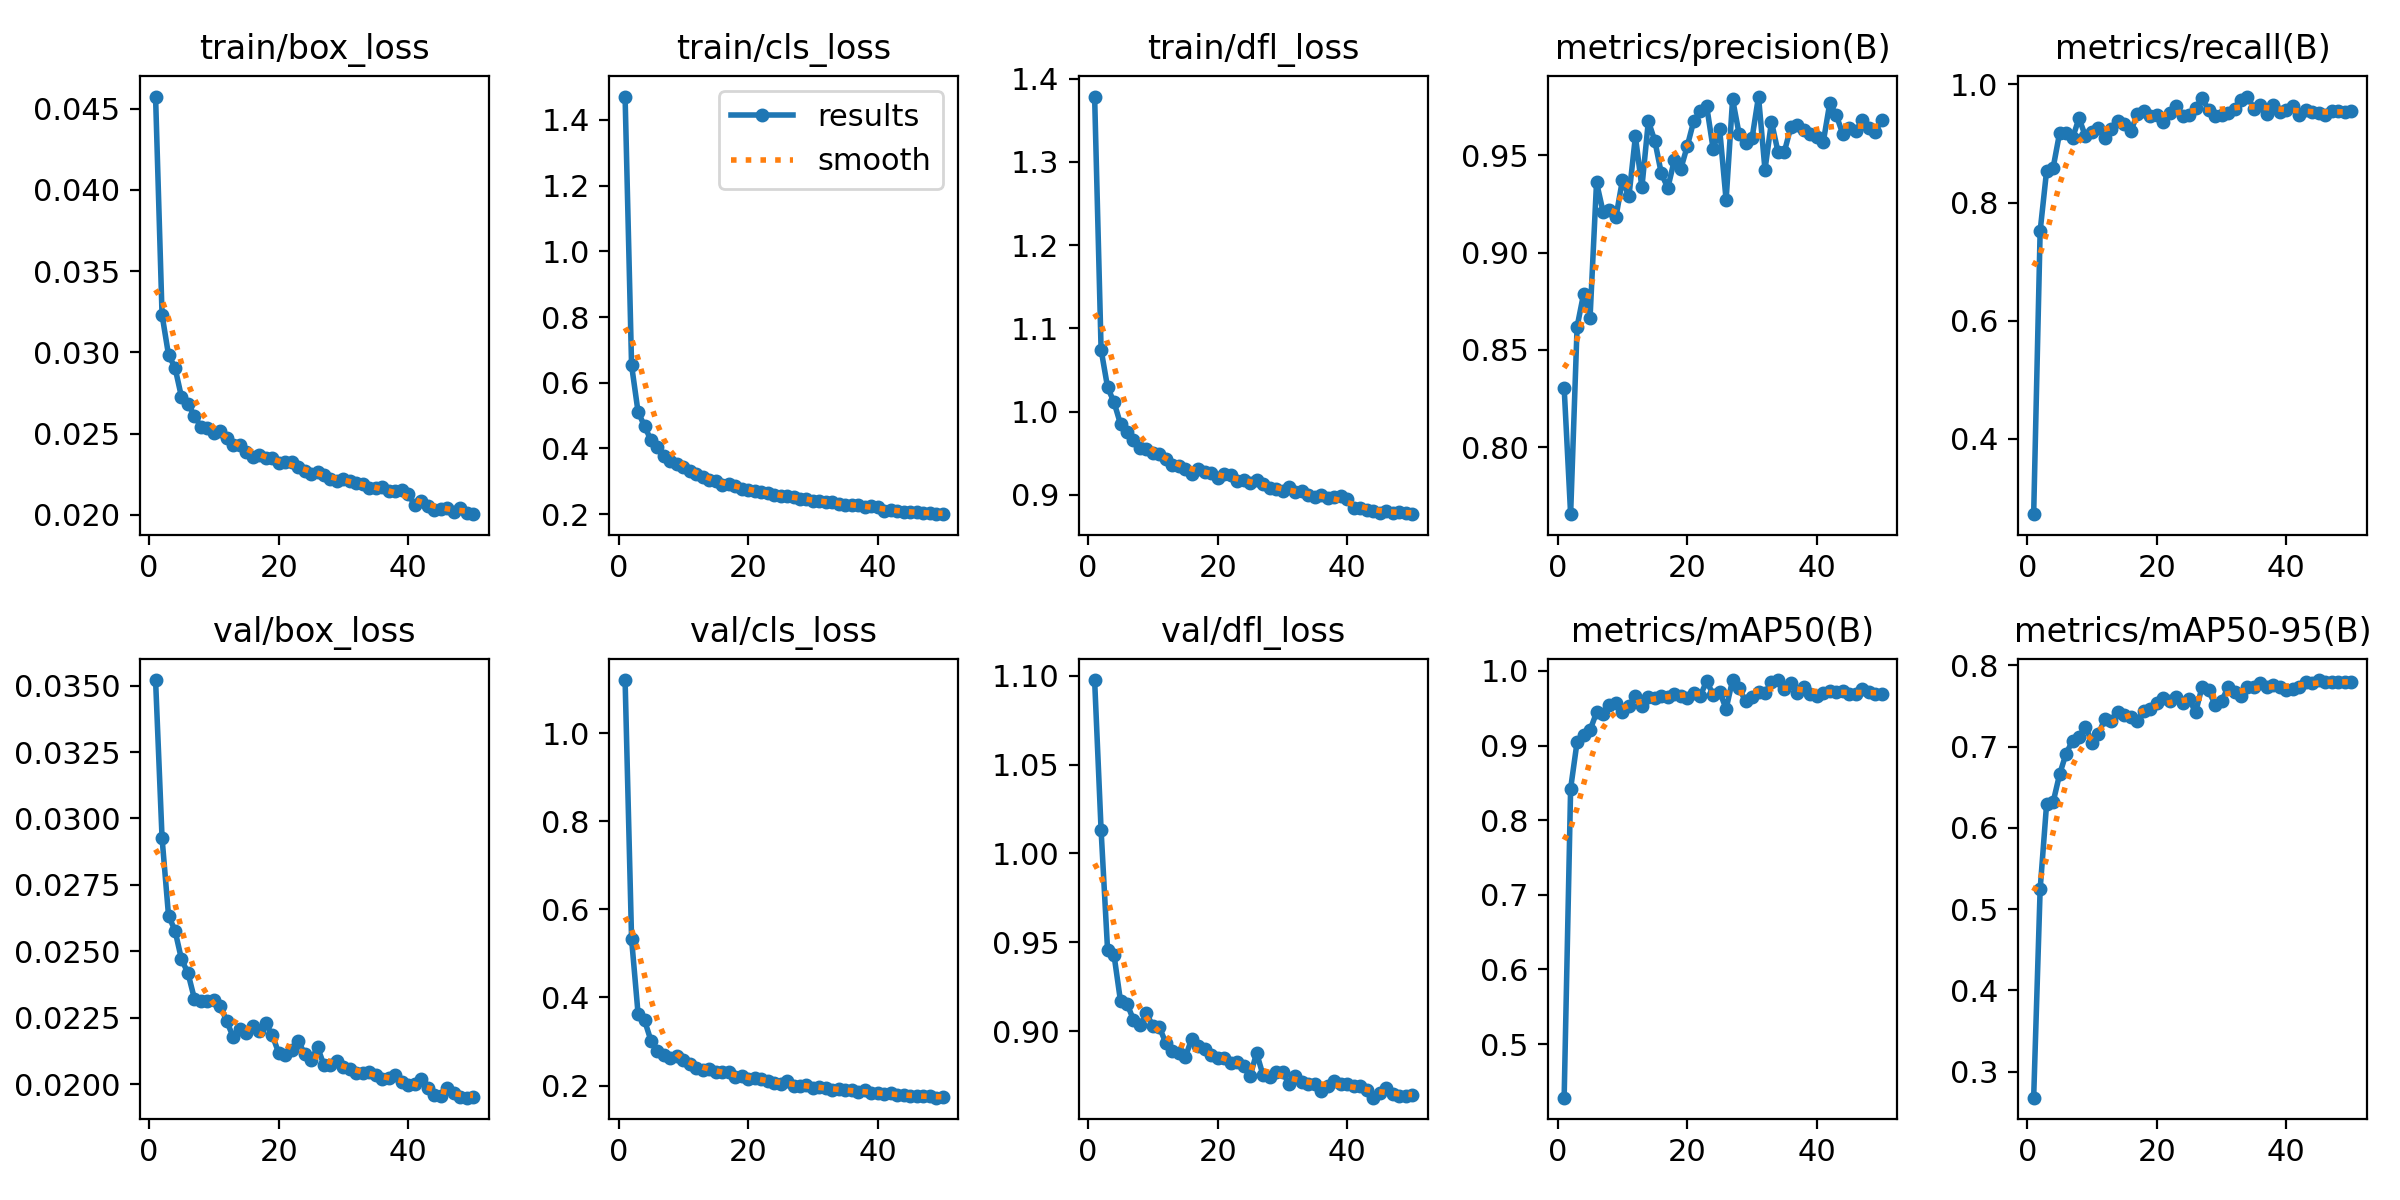 train/box_loss
0.045
0.040
0.035
0.030
0.025
0.020
0 20 40
train/cls_loss
results
smooth
1.4
1.2
1.0
0.8
0.6
0.4
0.2
0 20 40
train/dfl_loss
1.4
1.3
1.2
1.1
1.0
0.9
0 20 40
metrics/precision(B)
0.95
0.90
0.85
0.80
0 20 40
metrics/recall(B)
1.0
0.8
0.6
0.4
0 20 40
val/box_loss
0.0350
0.0325
0.0300
0.0275
0.0250
0.0225
0.0200
0 20 40
val/cls_loss
1.0
0.8
0.6
0.4
0.2
0 20 40
val/dfl_loss
1.10
1.05
1.00
0.95
0.90
0 20 40
metrics/mAP50(B)
1.0
0.9
0.8
0.7
0.6
0.5
0 20 40
metrics/mAP50-95(B)
0.8
0.7
0.6
0.5
0.4
0.3
0 20 40